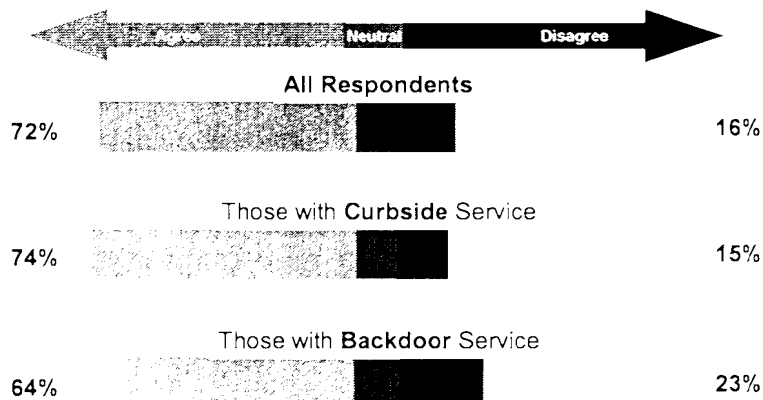 Agree Neutral Disagree
All Respondents
72% 16%
Those with Curbside Service
74% 15%
Those with Backdoor Service
64% 23%